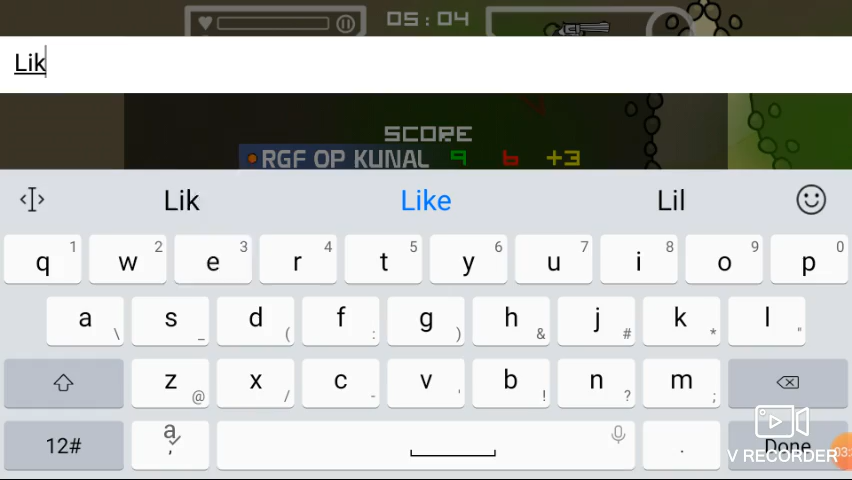 05:04
Lik
SCORE
RGF OP KUNAL 9 6 +3
Lik Like Lil
q 1 w 2 e 3 r 4 t 5 y 6 u 7 i 8 o 9 p 0
a \ s _ d ( f : g ) h & j # k * l "
z @ x / c - v ' b ! n ? m ;
12# a , . Done
V RECORDER